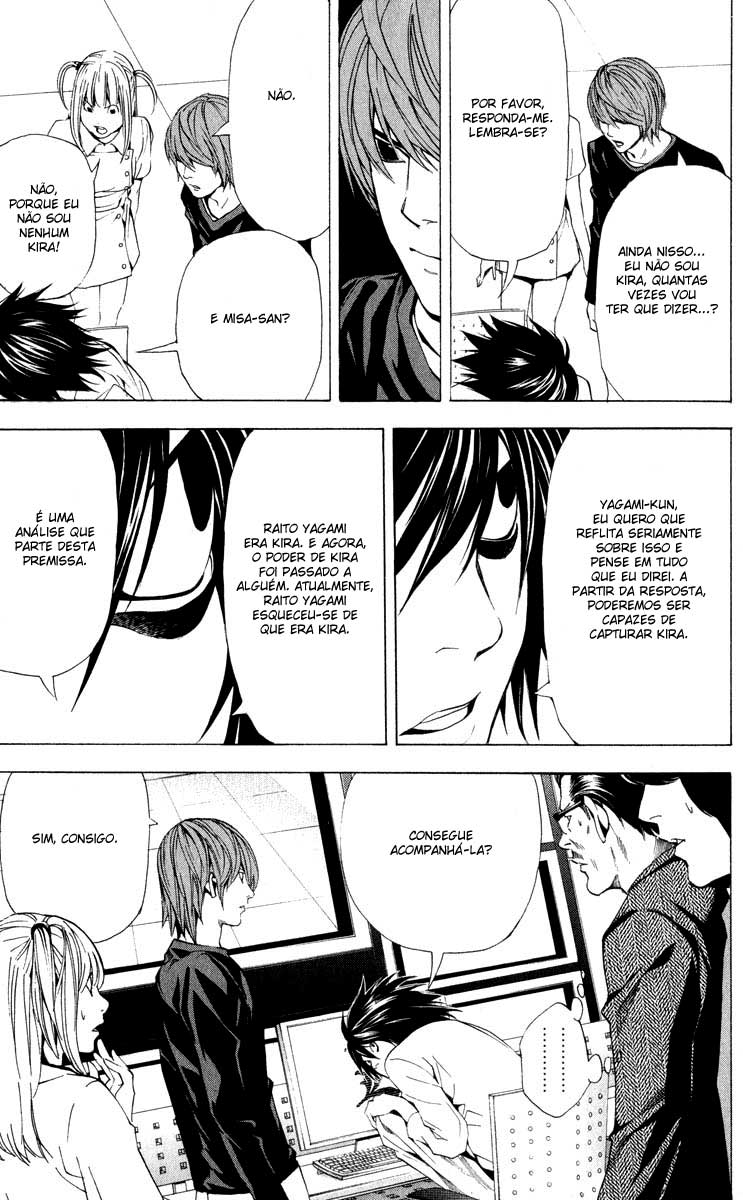 POR FAVOR,
RESPONDA-ME.
LEMBRA-SE?
AINDA NISSO...
EU NÃO SOU
KIRA, QUANTAS
VEZES VOU
TER QUE DIZER...?
NÃO.
E MISA-SAN?
NÃO,
PORQUE EU
NÃO SOU
NENHUM
KIRA!
YAGAMI-KUN,
EU QUERO QUE
REFLITA SERIAMENTE
SOBRE ISSO E
PENSE EM TUDO
QUE EU DIREI. A
PARTIR DA RESPOSTA,
PODEREMOS SER
CAPAZES DE
CAPTURAR KIRA.
RAITO YAGAMI
ERA KIRA. E AGORA,
O PODER DE KIRA
FOI PASSADO A
ALGUÉM. ATUALMENTE,
RAITO YAGAMI
ESQUECEU-SE DE
QUE ERA KIRA.
É UMA
ANÁLISE QUE
PARTE DESTA
PREMISSA.
CONSEGUE
ACOMPANHÁ-LA?
SIM, CONSIGO.